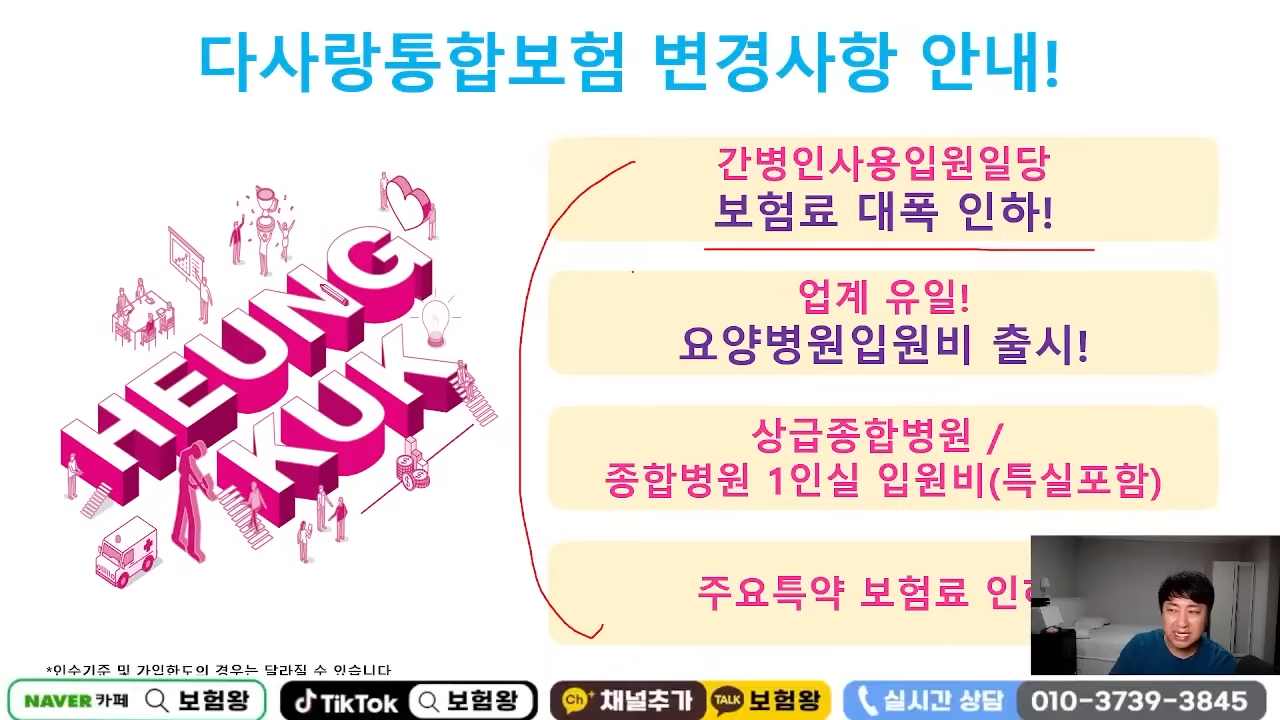 다사랑통합보험 변경사항 안내!
간병인사용입원일당
보험료 대폭 인하!
업계 유일!
요양병원입원비 출시!
상급종합병원 /
종합병원 1인실 입원비(특실포함)
주요특약 보험료
HEUNG
KUK
*인수기준 및 가입한도의 경우는 달라질 수 있습니다
NAVER 카페 보험왕
TikTok 보험왕
Ch+ 채널추가 TALK 보험왕
실시간 상담 010-3739-3845